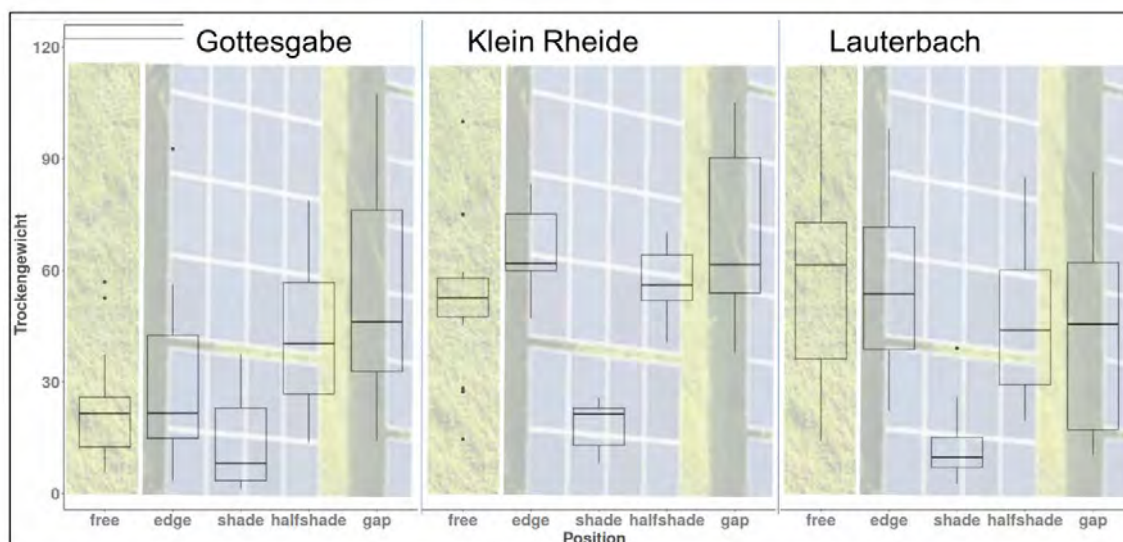 Gottesgabe Klein Rheide Lauterbach
120
90
60
30
0
Trockengewicht
free edge shade halfshade gap free edge shade halfshade gap free edge shade halfshade gap
Position